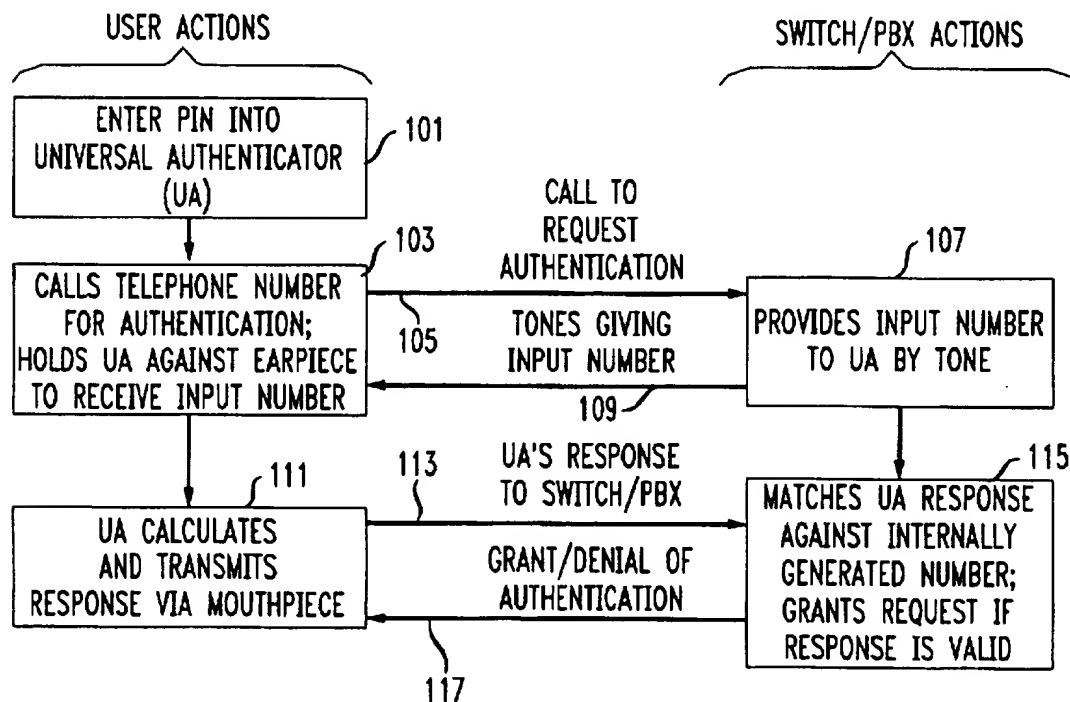 USER ACTIONS
SWITCH/PBX ACTIONS
ENTER PIN INTO
UNIVERSAL AUTHENTICATOR
(UA)
101
CALL TO
REQUEST
AUTHENTICATION
103
107
CALLS TELEPHONE NUMBER
FOR AUTHENTICATION;
HOLDS UA AGAINST EARPIECE
TO RECEIVE INPUT NUMBER
105
TONES GIVING
INPUT NUMBER
109
PROVIDES INPUT NUMBER
TO UA BY TONE
111
113
UA'S RESPONSE
TO SWITCH/PBX
115
UA CALCULATES
AND TRANSMITS
RESPONSE VIA MOUTHPIECE
GRANT/DENIAL OF
AUTHENTICATION
117
MATCHES UA RESPONSE
AGAINST INTERNALLY
GENERATED NUMBER;
GRANTS REQUEST IF
RESPONSE IS VALID